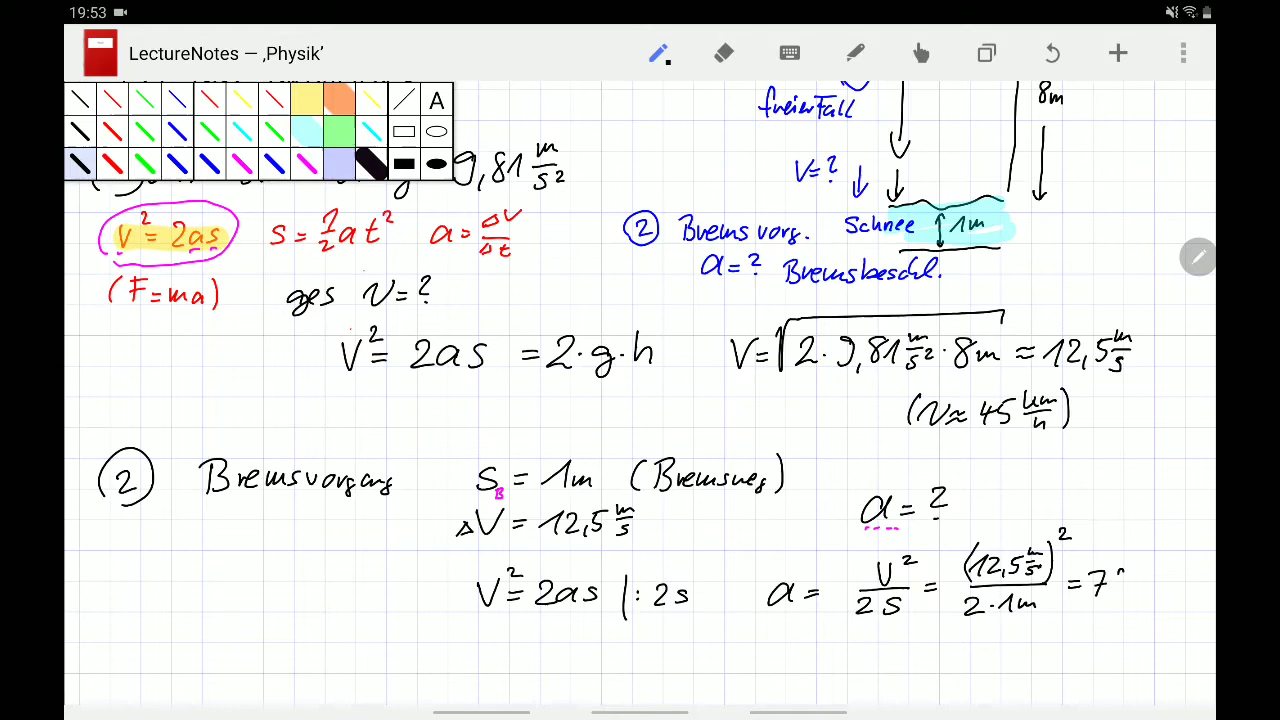 19:53
LectureNotes — ‚Physik’
A
freier Fall
8m
V=?
9,81 m/s²
② Bremsvorg.
Schnee 1m
a=? Bremsbeschl.
v² = 2as s = 1/2 a t² a = Δv/Δt
(F=ma) ges v=?
V² = 2as = 2·g·h V = √(2·9,81 m/s² · 8m) ≈ 12,5 m/s
(v ≈ 45 km/h)
② Bremsvorgang S_B = 1m (Bremsweg)
a = ?
ΔV = 12,5 m/s
V² = 2as |: 2s a = V²/2S = (12,5 m/s)²/2·1m = 7